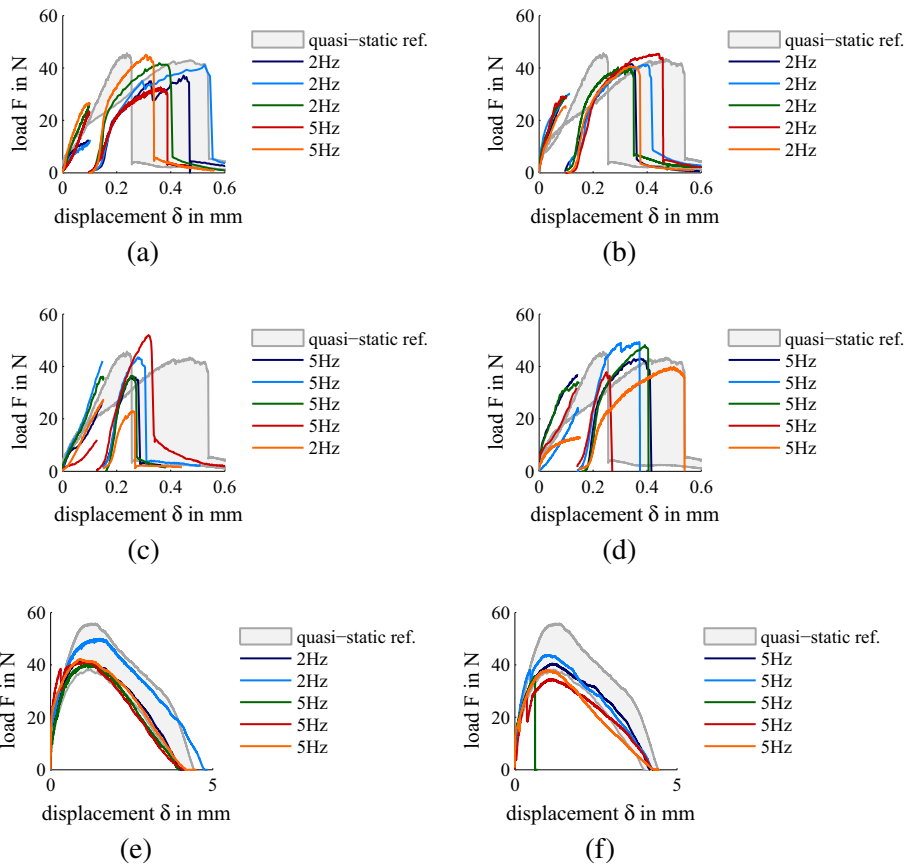 60
40
20
0
0
0.2
0.4
0.6
load F in N
displacement δ in mm
quasi−static ref.
2Hz
2Hz
2Hz
5Hz
5Hz
(a)
60
40
20
0
0
0.2
0.4
0.6
load F in N
displacement δ in mm
quasi−static ref.
2Hz
2Hz
2Hz
2Hz
2Hz
(b)
60
40
20
0
0
0.2
0.4
0.6
load F in N
displacement δ in mm
quasi−static ref.
5Hz
5Hz
5Hz
5Hz
2Hz
(c)
60
40
20
0
0
0.2
0.4
0.6
load F in N
displacement δ in mm
quasi−static ref.
5Hz
5Hz
5Hz
5Hz
5Hz
(d)
60
40
20
0
0
5
load F in N
displacement δ in mm
quasi−static ref.
2Hz
2Hz
5Hz
5Hz
5Hz
(e)
60
40
20
0
0
5
load F in N
displacement δ in mm
quasi−static ref.
5Hz
5Hz
5Hz
5Hz
5Hz
(f)